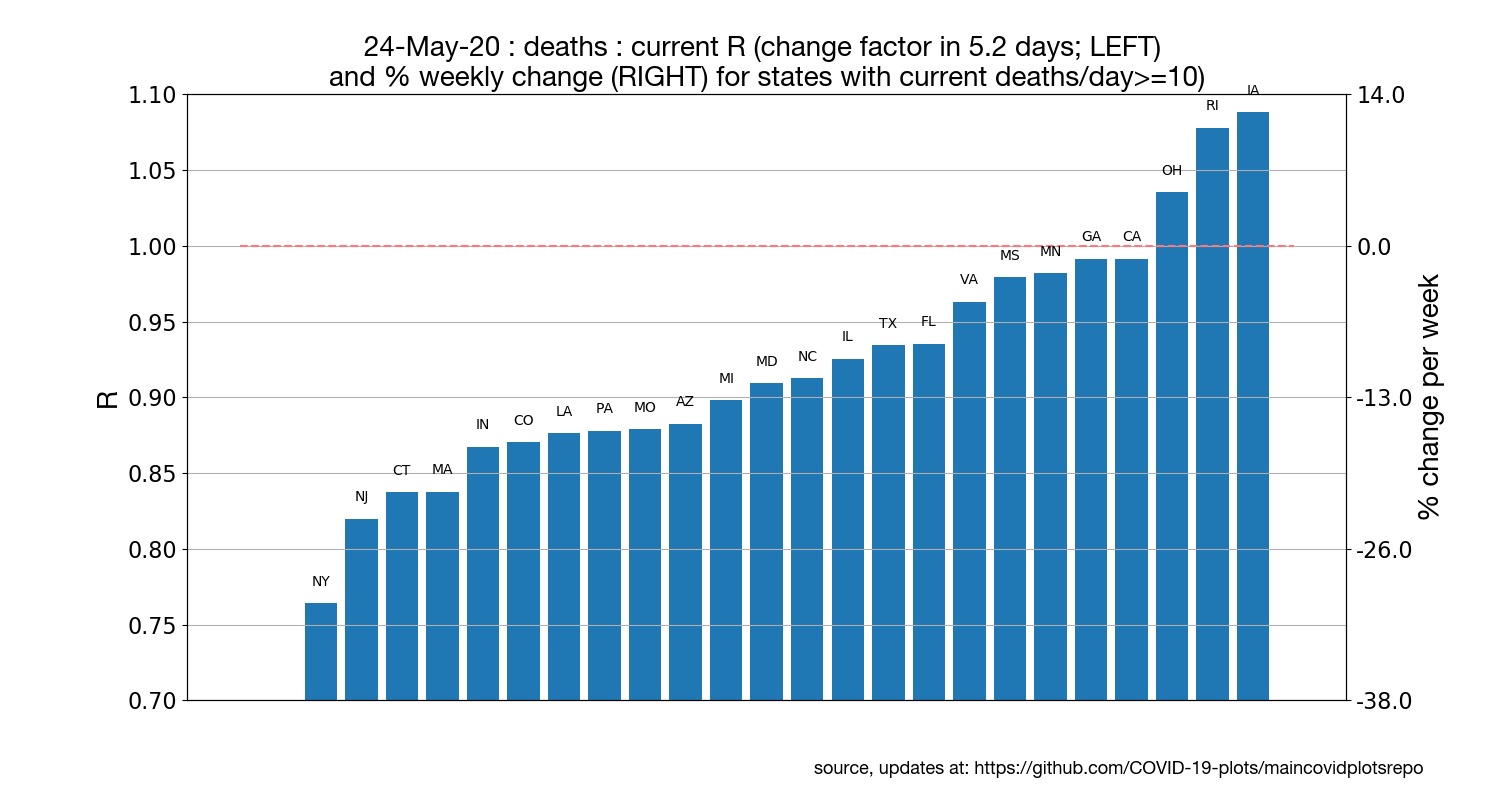 24-May-20 : deaths : current R (change factor in 5.2 days; LEFT)
and % weekly change (RIGHT) for states with current deaths/day>=10)
1.10
1.05
1.00
0.95
0.90
0.85
0.80
0.75
0.70
R
NY
NJ
CT
MA
IN
CO
LA
PA
MO
AZ
MI
MD
NC
IL
TX
FL
VA
MS
MN
GA
CA
OH
RI
IA
14.0
0.0
-13.0
-26.0
-38.0
% change per week
source, updates at: https://github.com/COVID-19-plots/maincovidplotsrepo